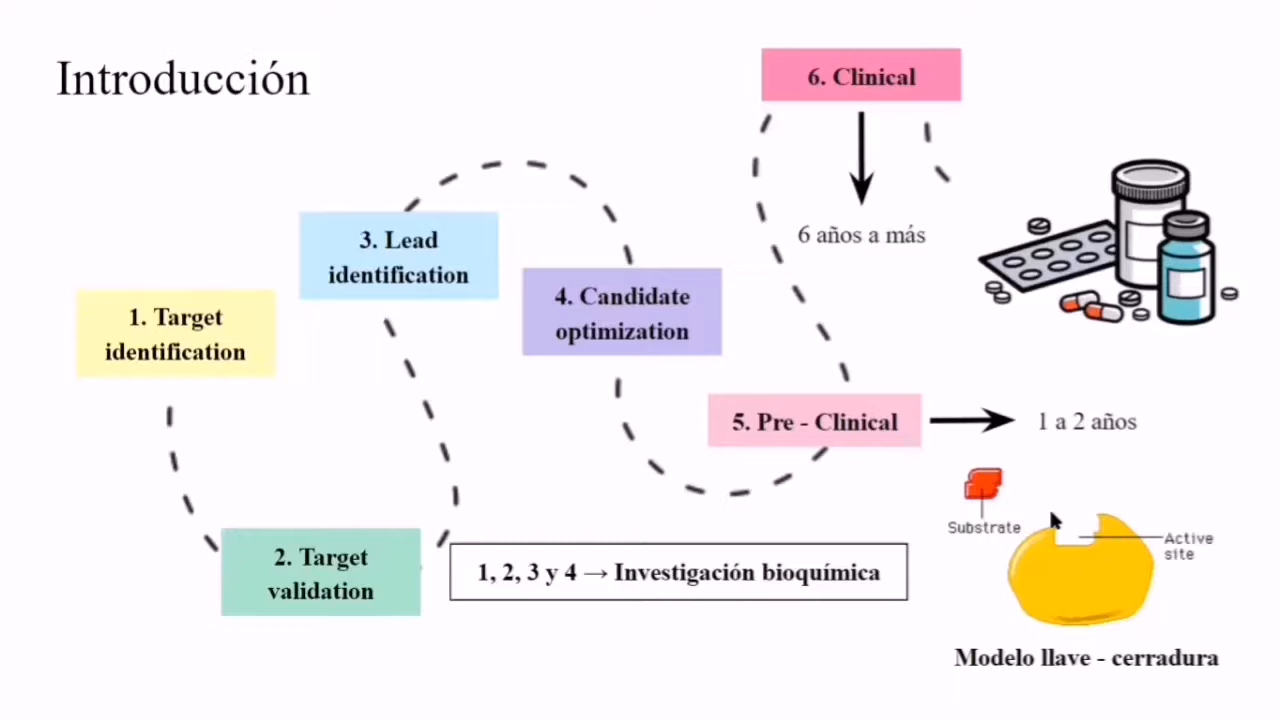 Introducción
1. Target
identification
2. Target
validation
3. Lead
identification
4. Candidate
optimization
5. Pre - Clinical
1 a 2 años
6. Clinical
6 años a más
1, 2, 3 y 4 → Investigación bioquímica
Substrate
Active
site
Modelo llave - cerradura